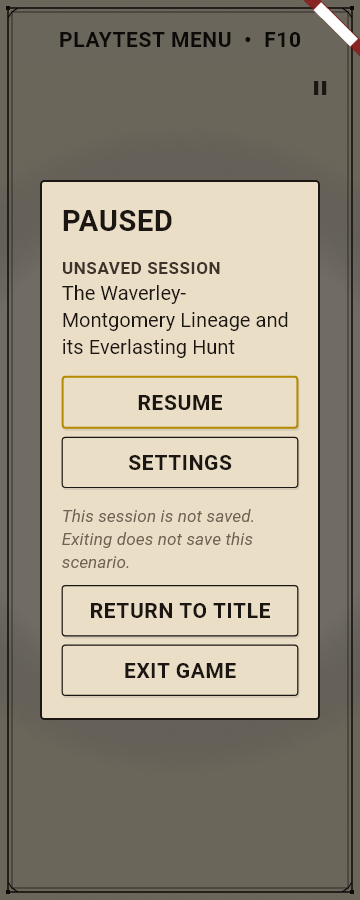 PLAYTEST MENU • F10
PAUSED
UNSAVED SESSION
The Waverley-
Montgomery Lineage and
its Everlasting Hunt
RESUME
SETTINGS
This session is not saved.
Exiting does not save this
scenario.
RETURN TO TITLE
EXIT GAME